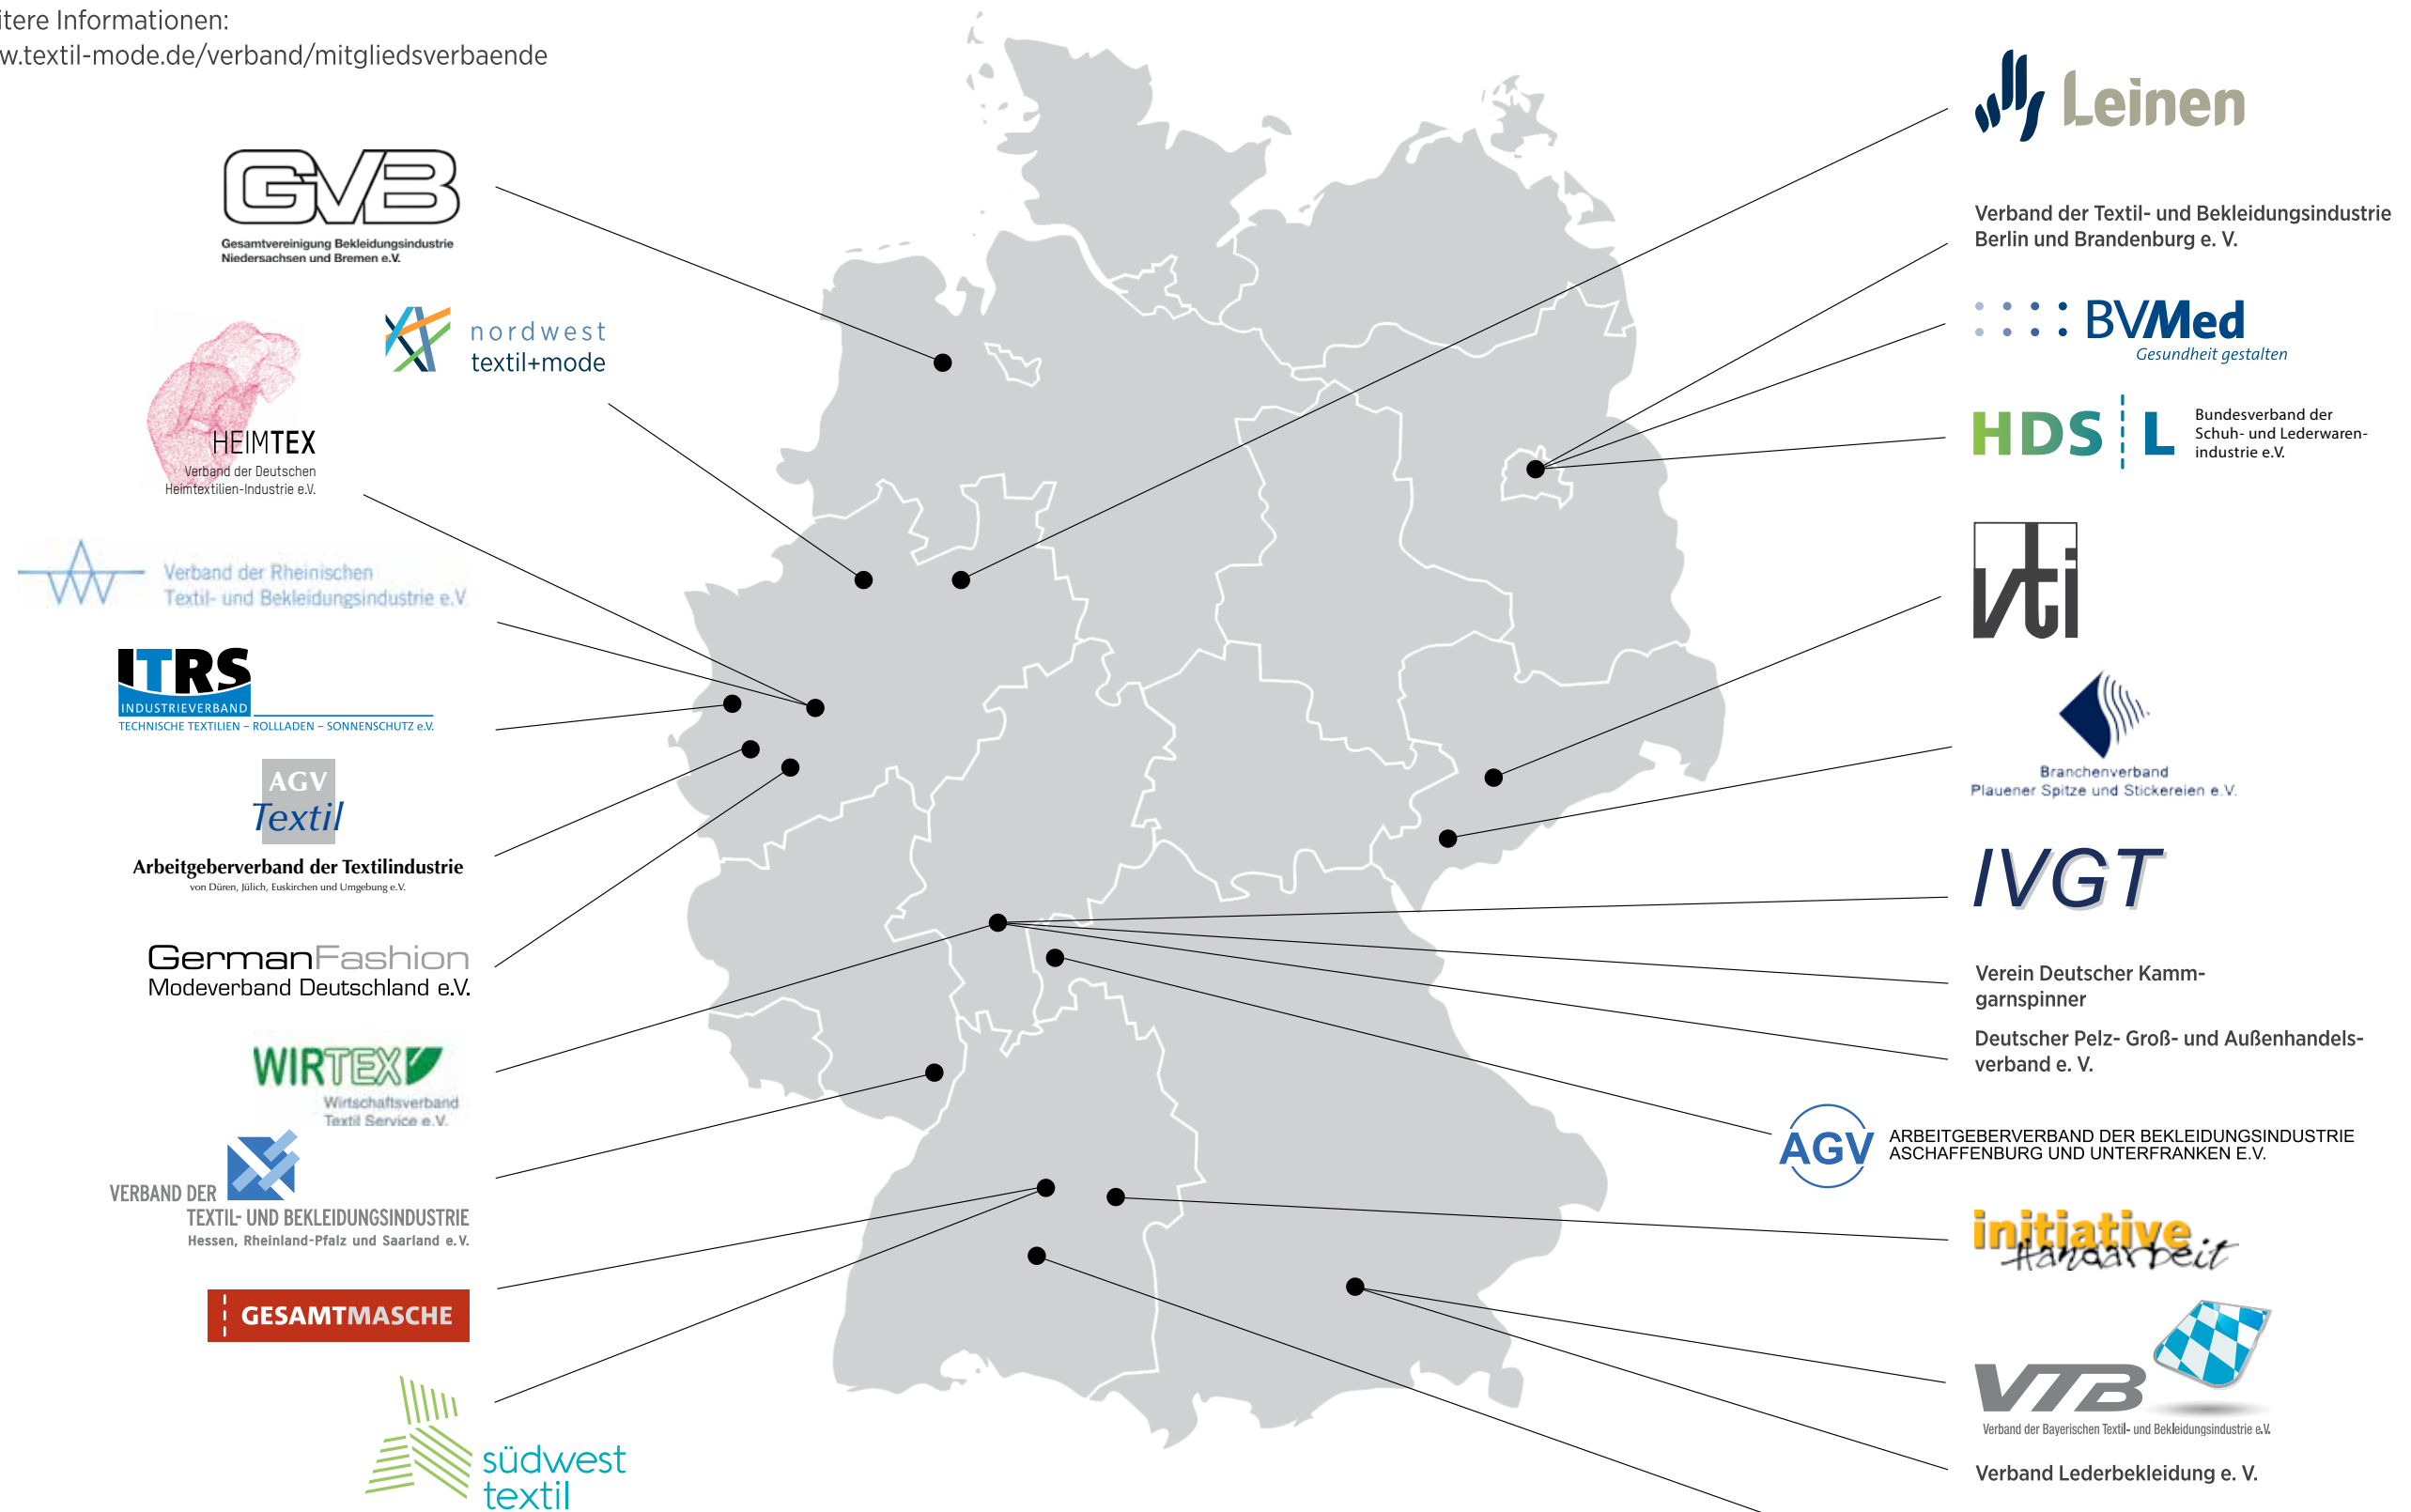 itere Informationen:
w.textil-mode.de/verband/mitgliedsverbaende
GVB
Gesamtvereinigung Bekleidungsindustrie
Niedersachsen und Bremen e.V.
nordwest
textil+mode
HEIMTEX
Verband der Deutschen
Heimtextilien-Industrie e.V.
Verband der Rheinischen
Textil- und Bekleidungsindustrie e.V.
ITRS
INDUSTRIEVERBAND
TECHNISCHE TEXTILIEN – ROLLLADEN – SONNENSCHUTZ e.V.
AGV
Textil
Arbeitgeberverband der Textilindustrie
von Düren, Jülich, Euskirchen und Umgebung e.V.
GermanFashion
Modeverband Deutschland e.V.
WIRTEX
Wirtschaftsverband
Textil Service e.V.
VERBAND DER
TEXTIL- UND BEKLEIDUNGSINDUSTRIE
Hessen, Rheinland-Pfalz und Saarland e.V.
GESAMTMASCHE
südwest
textil
Leinen
Verband der Textil- und Bekleidungsindustrie
Berlin und Brandenburg e. V.
BVMed
Gesundheit gestalten
HDS L
Bundesverband der
Schuh- und Lederwaren-
industrie e.V.
vti
Branchenverband
Plauener Spitze und Stickereien e.V.
IVGT
Verein Deutscher Kamm-
garnspinner
Deutscher Pelz- Groß- und Außenhandels-
verband e. V.
AGV
ARBEITGEBERVERBAND DER BEKLEIDUNGSINDUSTRIE
ASCHAFFENBURG UND UNTERFRANKEN E.V.
initiative
Handarbeit
VTB
Verband der Bayerischen Textil- und Bekleidungsindustrie e.V.
Verband Lederbekleidung e. V.